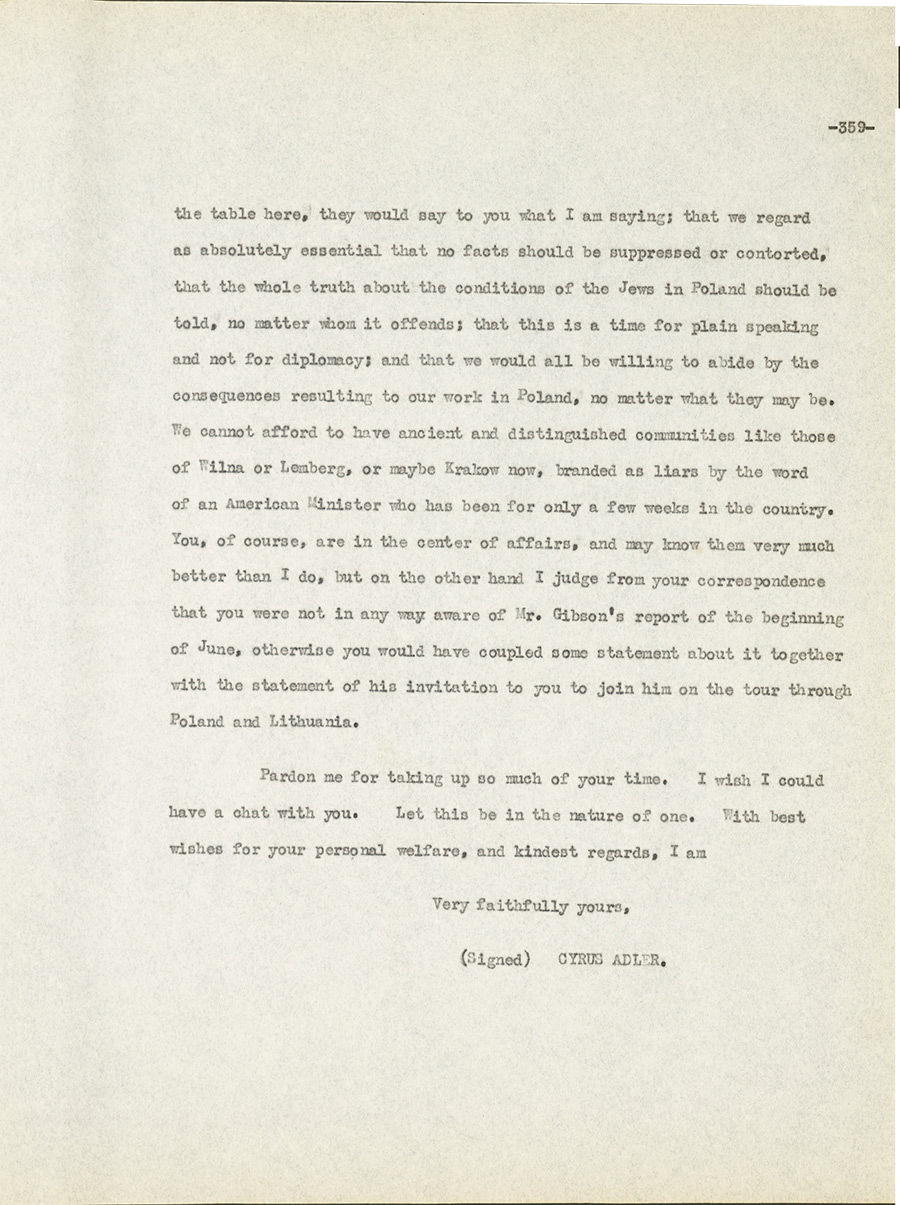 -359-
the table here, they would say to you what I am saying; that we regard
as absolutely essential that no facts should be suppressed or contorted,
that the whole truth about the conditions of the Jews in Poland should be
told, no matter whom it offends; that this is a time for plain speaking
and not for diplomacy; and that we would all be willing to abide by the
consequences resulting to our work in Poland, no matter what they may be.
We cannot afford to have ancient and distinguished communities like those
of Wilna or Lemberg, or maybe Krakow now, branded as liars by the word
of an American Minister who has been for only a few weeks in the country.
You, of course, are in the center of affairs, and may know them very much
better than I do, but on the other hand I judge from your correspondence
that you were not in any way aware of Mr. Gibson's report of the beginning
of June, otherwise you would have coupled some statement about it together
with the statement of his invitation to you to join him on the tour through
Poland and Lithuania.
Pardon me for taking up so much of your time. I wish I could
have a chat with you. Let this be in the nature of one. With best
wishes for your personal welfare, and kindest regards, I am
Very faithfully yours,
(Signed) CYRUS ADLER.